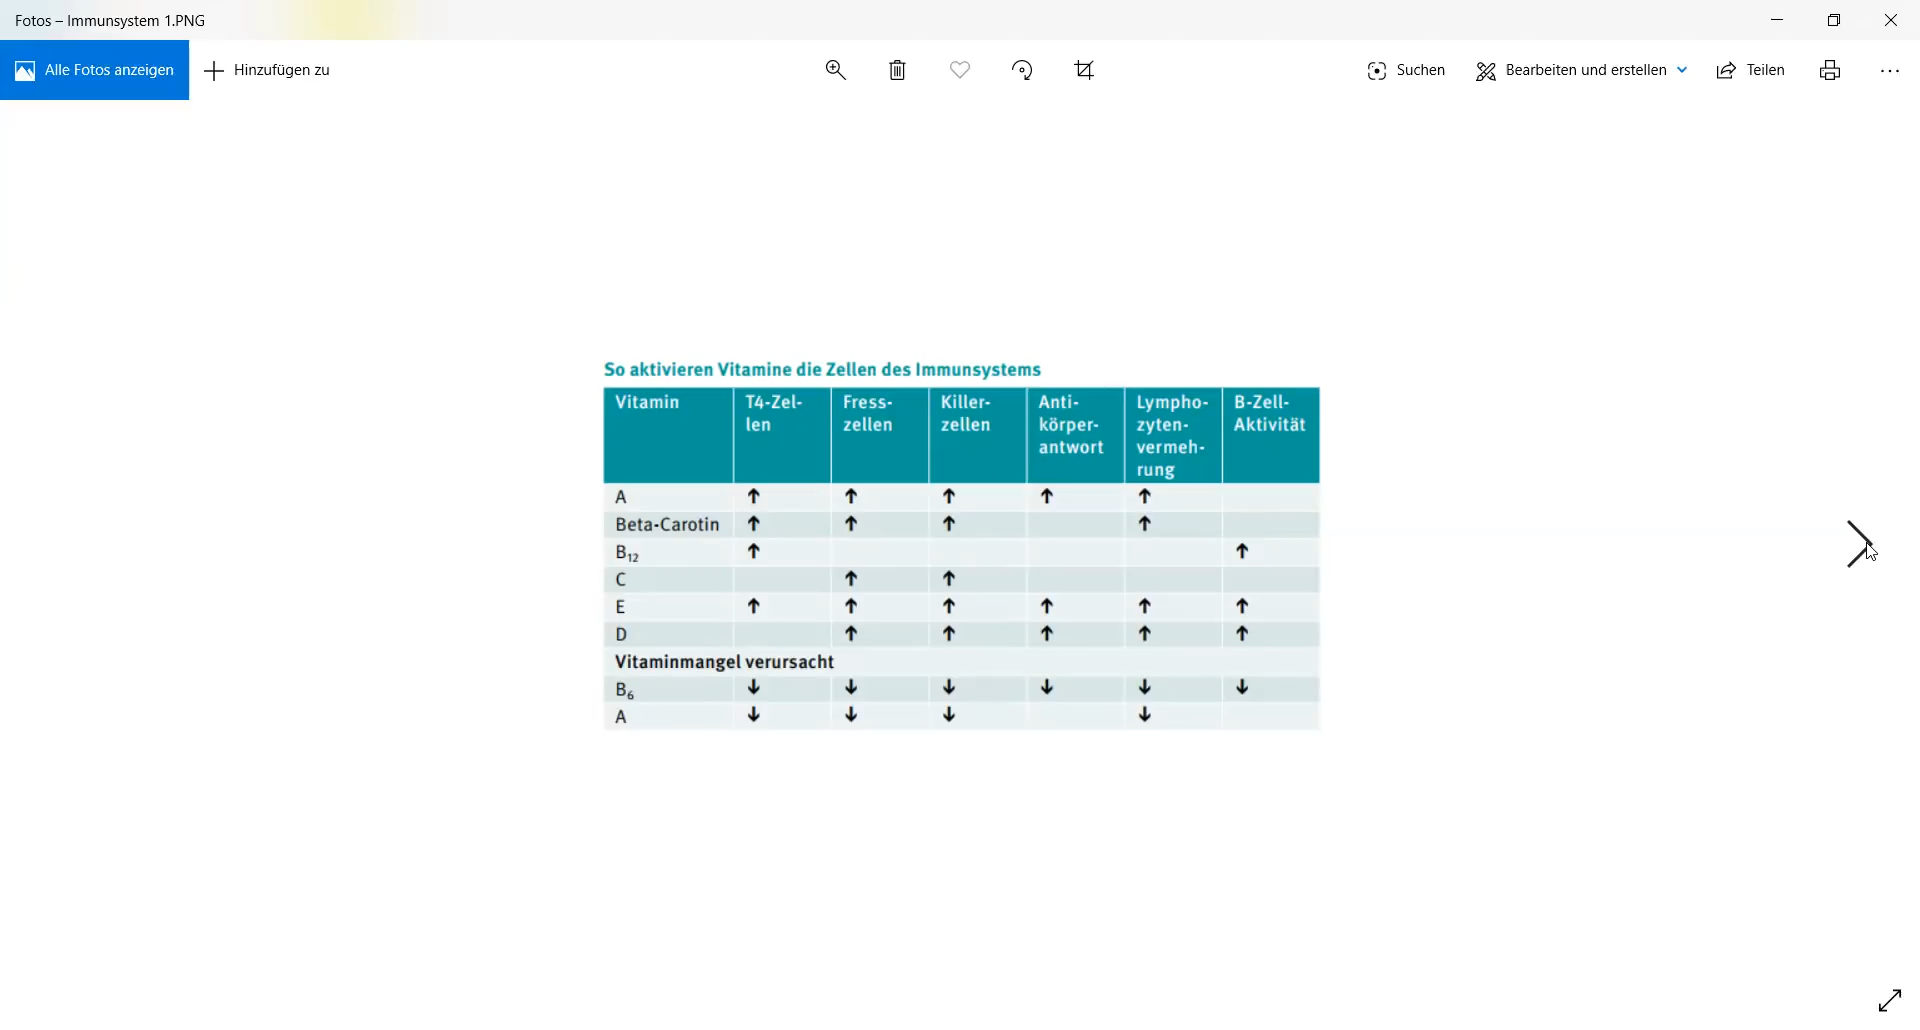 Fotos – Immunsystem 1.PNG
Alle Fotos anzeigen
Hinzufügen zu
Suchen
Bearbeiten und erstellen
Teilen
So aktivieren Vitamine die Zellen des Immunsystems
Vitamin T4-Zel- Fress- Killer- Anti- Lympho- B-Zell-
len zellen zellen körper- zyten- Aktivität
antwort vermeh-
rung
A ↑ ↑ ↑ ↑ ↑
Beta-Carotin ↑ ↑ ↑ ↑
B₁₂ ↑ ↑
C ↑ ↑
E ↑ ↑ ↑ ↑ ↑ ↑
D ↑ ↑ ↑ ↑ ↑
Vitaminmangel verursacht
B₆ ↓ ↓ ↓ ↓ ↓ ↓
A ↓ ↓ ↓ ↓